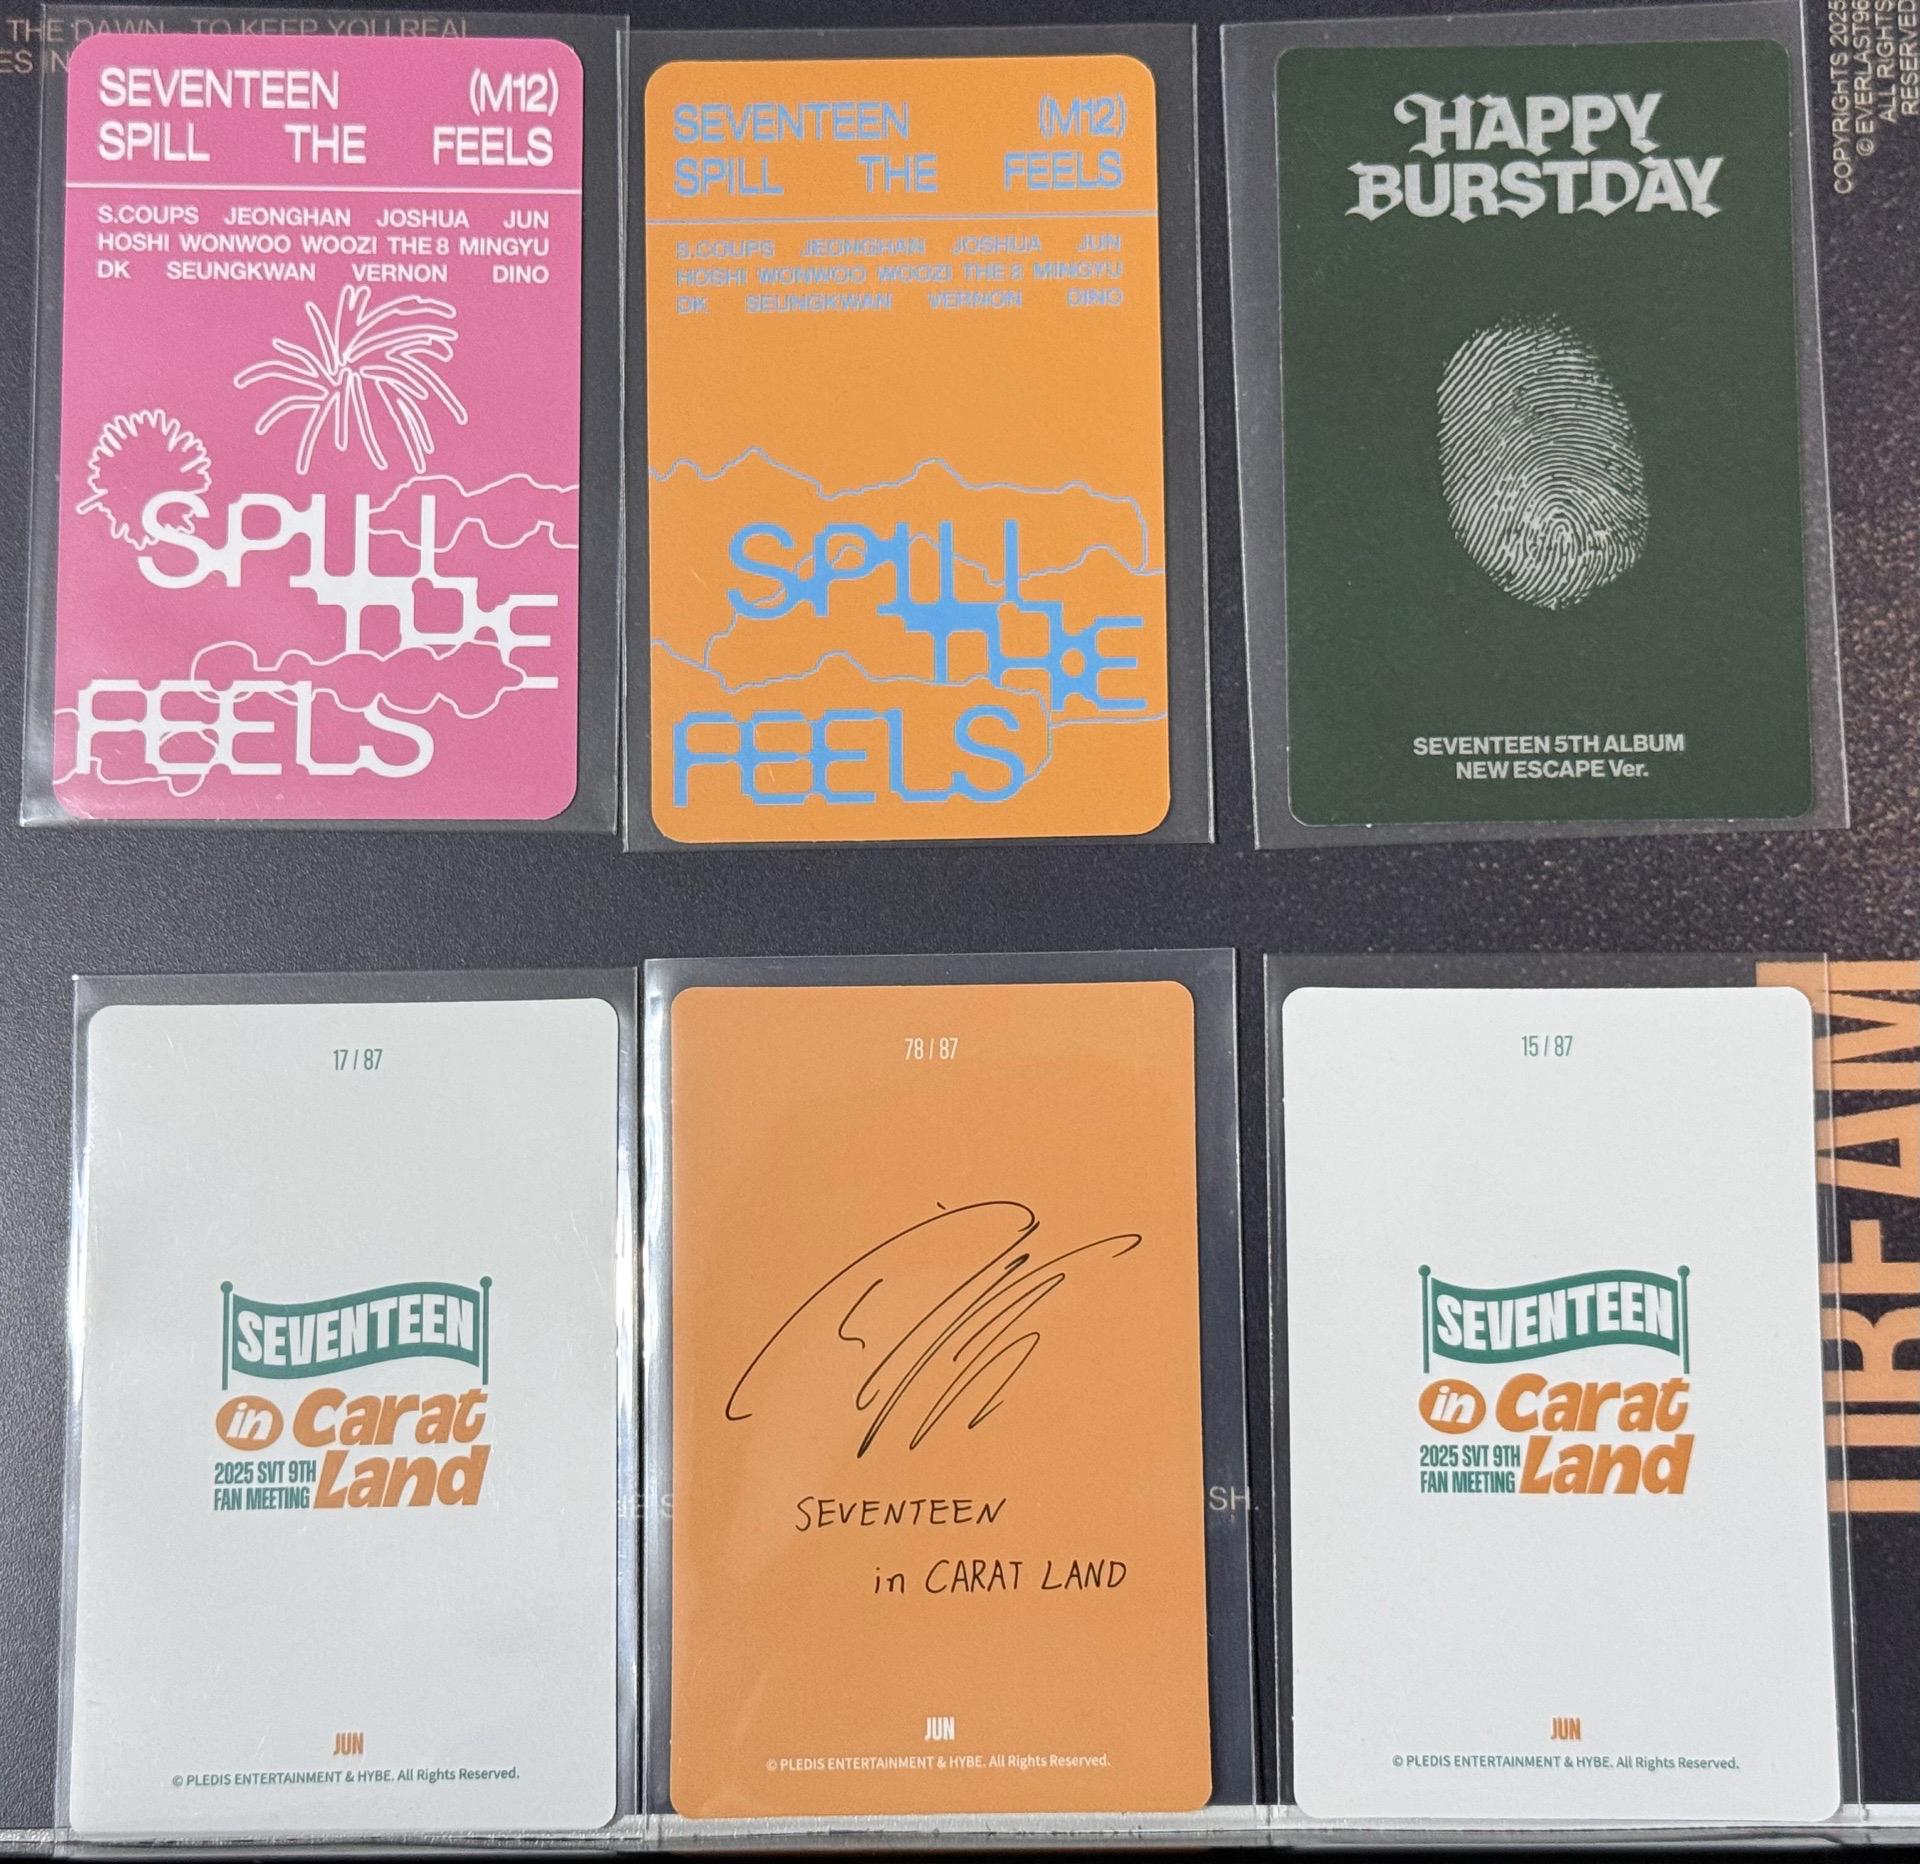 THE DAWN TO KEEP YOU REAL
ES IN
SEVENTEEN (M12)
SPILL THE FEELS
S.COUPS JEONGHAN JOSHUA JUN
HOSHI WONWOO WOOZI THE 8 MINGYU
DK SEUNGKWAN VERNON DINO
SPILL
THE
FEELS
SEVENTEEN (M12)
SPILL THE FEELS
S.COUPS JEONGHAN JOSHUA JUN
HOSHI WONWOO WOOZI THE 8 MINGYU
DK SEUNGKWAN VERNON DINO
SPILL
THE
FEELS
HAPPY
BURSTDAY
SEVENTEEN 5TH ALBUM
NEW ESCAPE Ver.
COPYRIGHTS 2025
© EVERLAST96
ALL RIGHTS
RESERVED
17 / 87
SEVENTEEN
in Carat
2025 SVT 9TH
FAN MEETING
Land
JUN
© PLEDIS ENTERTAINMENT & HYBE. All Rights Reserved.
78 / 87
SEVENTEEN
in CARAT LAND
JUN
© PLEDIS ENTERTAINMENT & HYBE. All Rights Reserved.
SH
15 / 87
SEVENTEEN
in Carat
2025 SVT 9TH
FAN MEETING
Land
JUN
© PLEDIS ENTERTAINMENT & HYBE. All Rights Reserved.